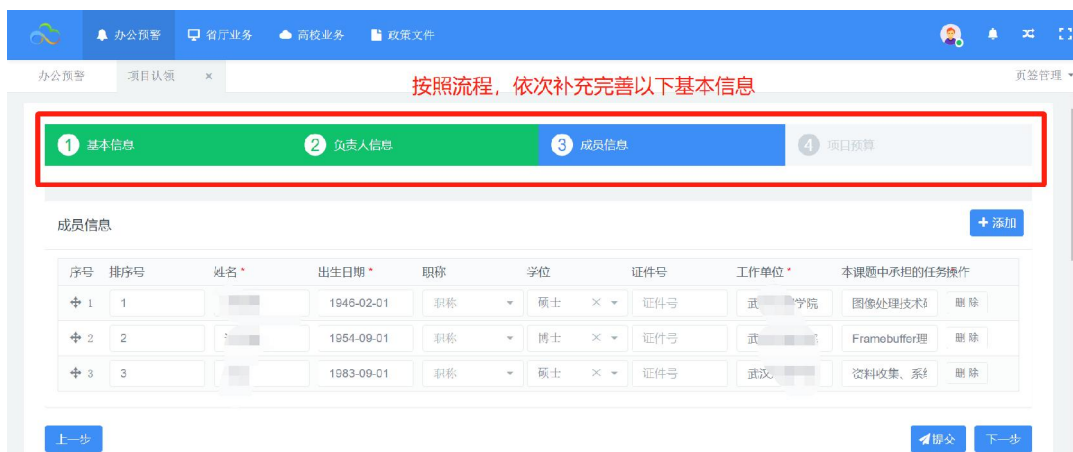 办公预警 省厅业务 高校业务 政策文件
办公预警 项目认领 × 页签管理
按照流程，依次补充完善以下基本信息
1 基本信息 2 负责人信息 3 成员信息 4 项目预算
成员信息 + 添加
序号 排序号 姓名 * 出生日期 * 职称 学位 证件号 工作单位 * 本课题中承担的任务操作
1 1 1946-02-01 职称 硕士 × 证件号 武 学院 图像处理技术 删除
2 2 1954-09-01 职称 博士 × 证件号 武 Framebuffer理 删除
3 3 1983-09-01 职称 硕士 × 证件号 武汉 资料收集、系统 删除
上一步 提交 下一步